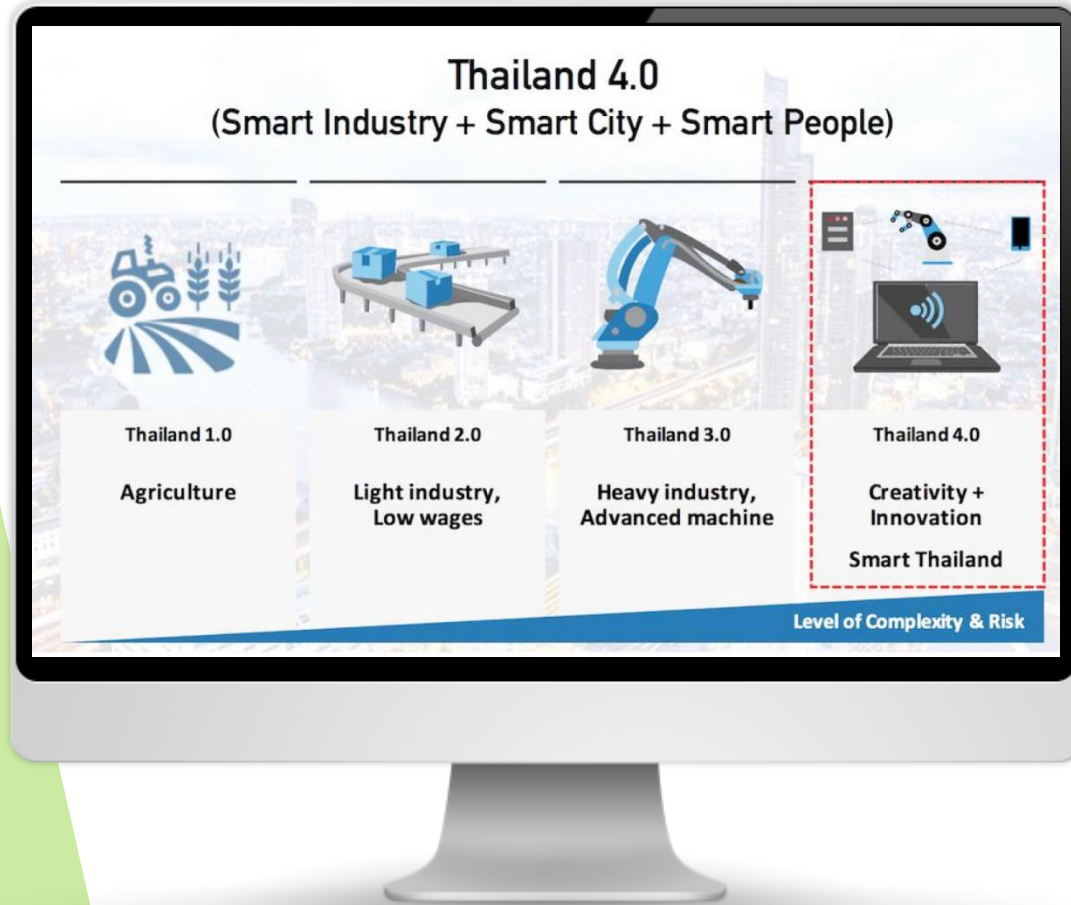 Thailand 4.0
(Smart Industry + Smart City + Smart People)
Thailand 1.0
Agriculture
Thailand 2.0
Light industry,
Low wages
Thailand 3.0
Heavy industry,
Advanced machine
Thailand 4.0
Creativity +
Innovation
Smart Thailand
Level of Complexity & Risk